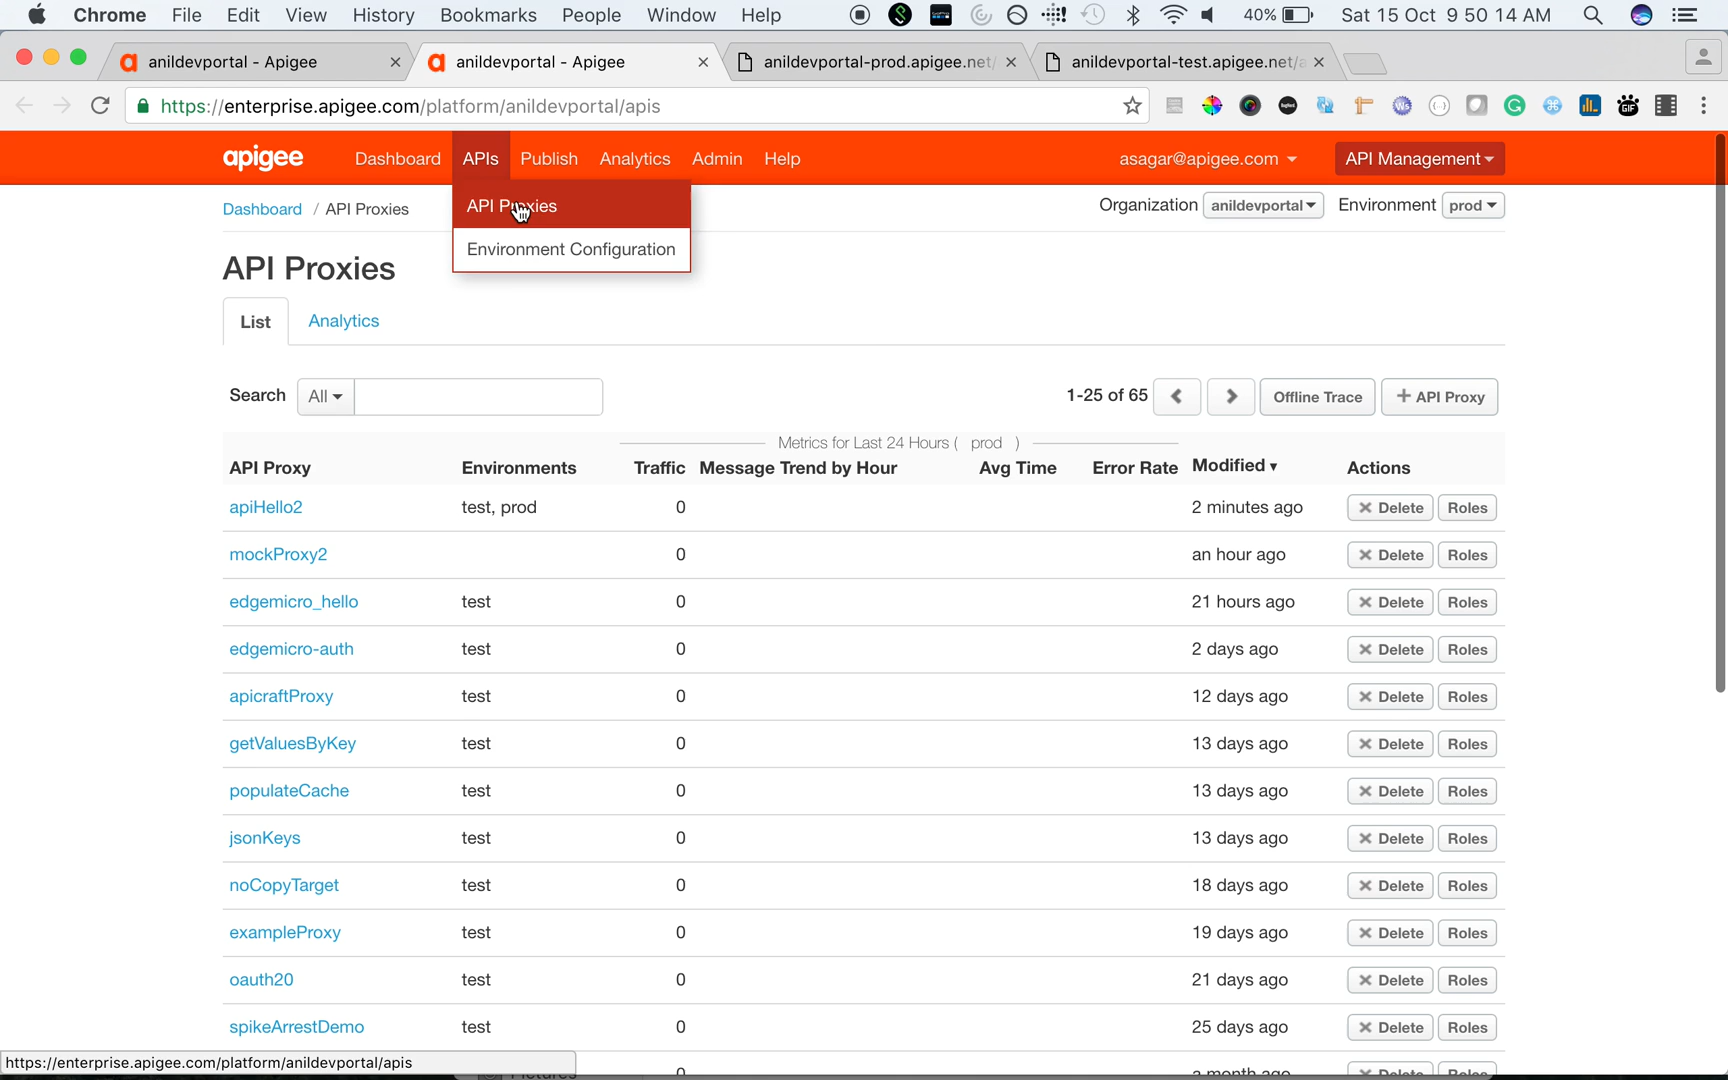 Chrome File Edit View History Bookmarks People Window Help 40% Sat 15 Oct 9 50 14 AM
anildevportal - Apigee anildevportal - Apigee anildevportal-prod.apigee.net/ anildevportal-test.apigee.net/a
https://enterprise.apigee.com/platform/anildevportal/apis
apigee Dashboard APIs Publish Analytics Admin Help asagar@apigee.com API Management
API Proxies
Environment Configuration
Dashboard / API Proxies Organization anildevportal Environment prod
API Proxies
List Analytics
Search All 1-25 of 65 Offline Trace + API Proxy
Metrics for Last 24 Hours ( prod )
API Proxy Environments Traffic Message Trend by Hour Avg Time Error Rate Modified Actions
apiHello2 test, prod 0 2 minutes ago Delete Roles
mockProxy2 0 an hour ago Delete Roles
edgemicro_hello test 0 21 hours ago Delete Roles
edgemicro-auth test 0 2 days ago Delete Roles
apicraftProxy test 0 12 days ago Delete Roles
getValuesByKey test 0 13 days ago Delete Roles
populateCache test 0 13 days ago Delete Roles
jsonKeys test 0 13 days ago Delete Roles
noCopyTarget test 0 18 days ago Delete Roles
exampleProxy test 0 19 days ago Delete Roles
oauth20 test 0 21 days ago Delete Roles
spikeArrestDemo test 0 25 days ago Delete Roles
0 a month ago Delete Roles
https://enterprise.apigee.com/platform/anildevportal/apis